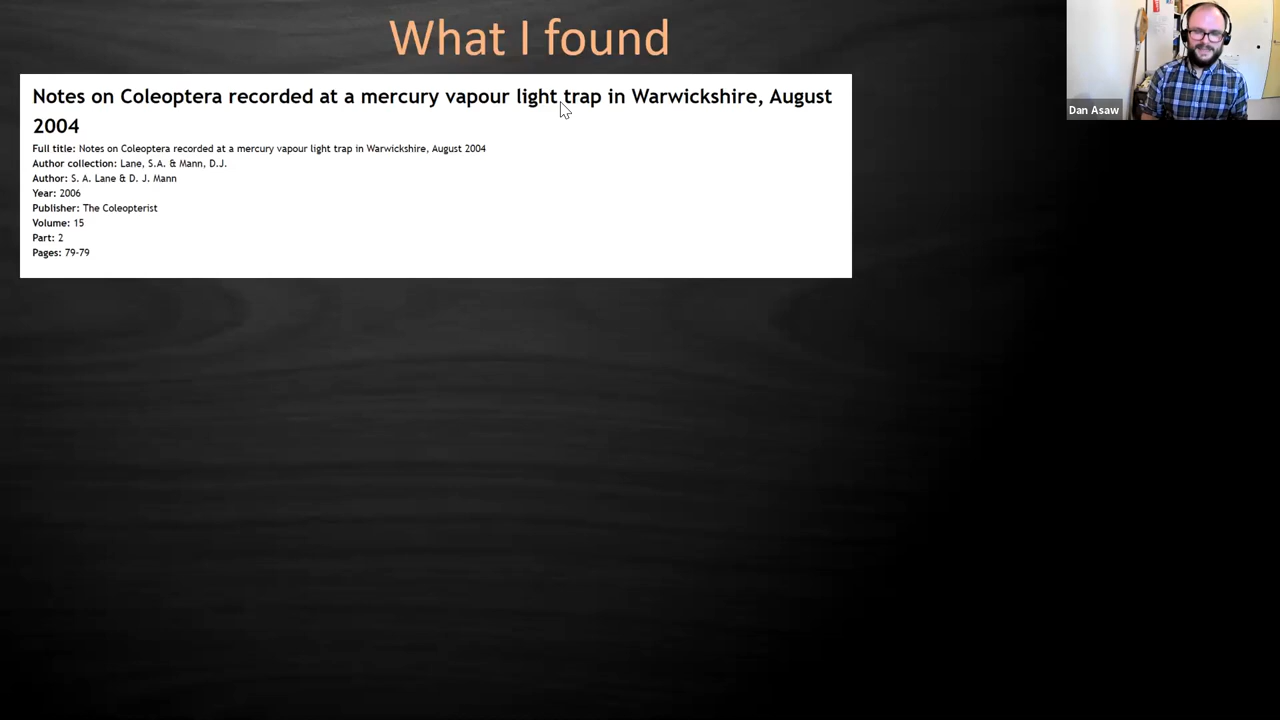 What I found
Notes on Coleoptera recorded at a mercury vapour light trap in Warwickshire, August
2004
Full title: Notes on Coleoptera recorded at a mercury vapour light trap in Warwickshire, August 2004
Author collection: Lane, S.A. & Mann, D.J.
Author: S. A. Lane & D. J. Mann
Year: 2006
Publisher: The Coleopterist
Volume: 15
Part: 2
Pages: 79-79
Dan Asaw